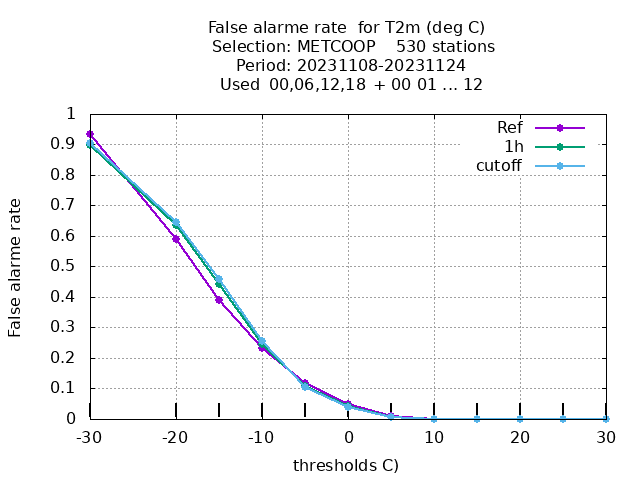 False alarme rate  for T2m (deg C)
Selection: METCOOP    530 stations
Period: 20231108-20231124
Used  00,06,12,18  + 00 01 ... 12
Ref
1h
cutoff
1
0.9
0.8
0.7
0.6
0.5
0.4
0.3
0.2
0.1
0
False alarme rate
-30 -20 -10 0 10 20 30
thresholds C)